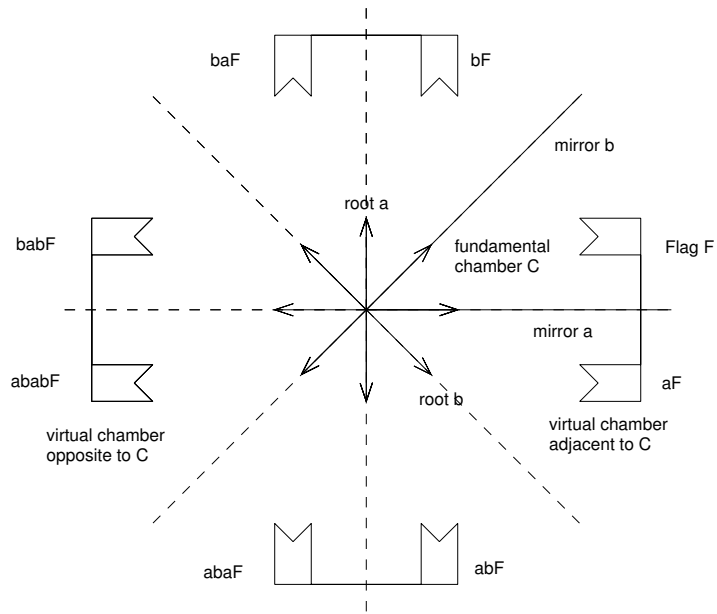 baF
bF
mirror b
root a
babF
fundamental
chamber C
Flag F
mirror a
ababF
aF
root b
virtual chamber
opposite to C
virtual chamber
adjacent to C
abaF
abF